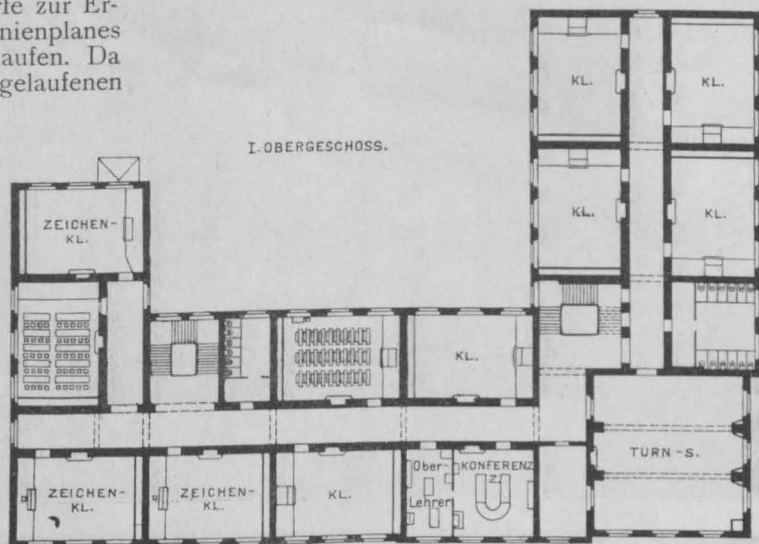 rfe zur Er-
nienplanes
aufen. Da
gelaufenen
I. OBERGESCHOSS.
KL.
KL.
KL.
KL.
ZEICHEN-
KL.
KL.
TURN-S.
ZEICHEN-
KL.
ZEICHEN-
KL.
KL.
Ober-
Lehrer
KONFERENZ
Z.